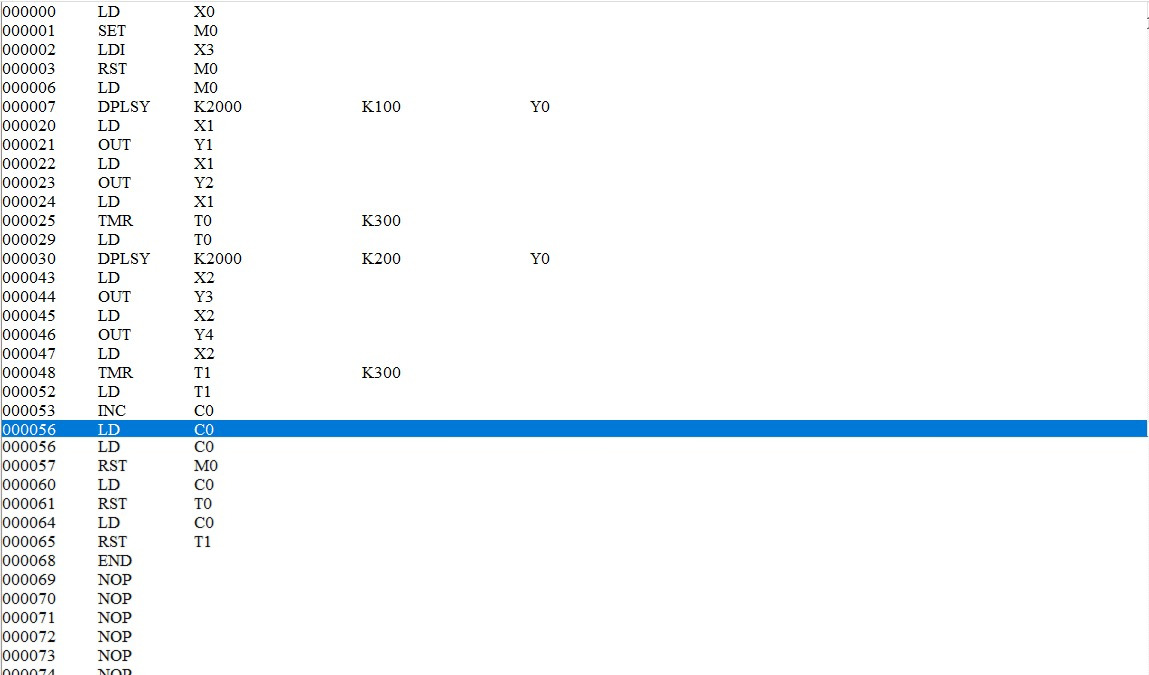 000000 LD X0
000001 SET M0
000002 LDI X3
000003 RST M0
000006 LD M0
000007 DPLSY K2000 K100 Y0
000020 LD X1
000021 OUT Y1
000022 LD X1
000023 OUT Y2
000024 LD X1
000025 TMR T0 K300
000029 LD T0
000030 DPLSY K2000 K200 Y0
000043 LD X2
000044 OUT Y3
000045 LD X2
000046 OUT Y4
000047 LD X2
000048 TMR T1 K300
000052 LD T1
000053 INC C0
000056 LD C0
000056 LD C0
000057 RST M0
000060 LD C0
000061 RST T0
000064 LD C0
000065 RST T1
000068 END
000069 NOP
000070 NOP
000071 NOP
000072 NOP
000073 NOP
000074 NOP